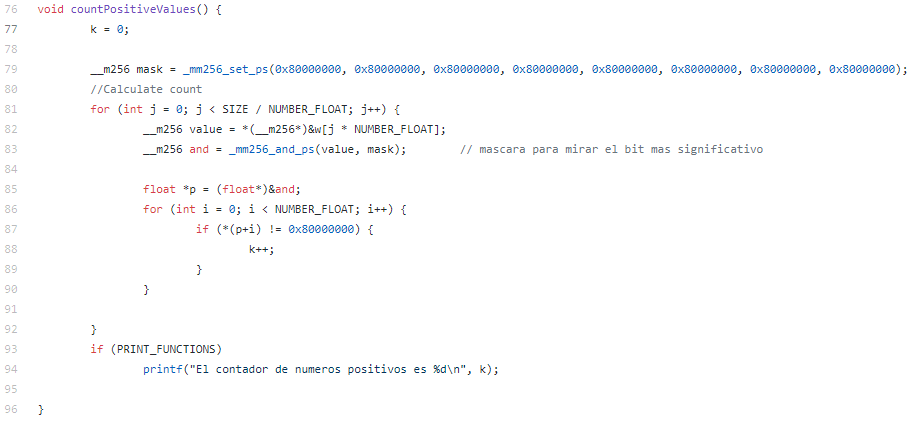 76 void countPositiveValues() {
77 k = 0;
78
79 __m256 mask = _mm256_set_ps(0x80000000, 0x80000000, 0x80000000, 0x80000000, 0x80000000, 0x80000000, 0x80000000, 0x80000000);
80 //Calculate count
81 for (int j = 0; j < SIZE / NUMBER_FLOAT; j++) {
82 __m256 value = *(__m256*)&w[j * NUMBER_FLOAT];
83 __m256 and = _mm256_and_ps(value, mask); // mascara para mirar el bit mas significativo
84
85 float *p = (float*)&and;
86 for (int i = 0; i < NUMBER_FLOAT; i++) {
87 if (*(p+i) != 0x80000000) {
88 k++;
89 }
90 }
91
92 }
93 if (PRINT_FUNCTIONS)
94 printf("El contador de numeros positivos es %d\n", k);
95
96 }